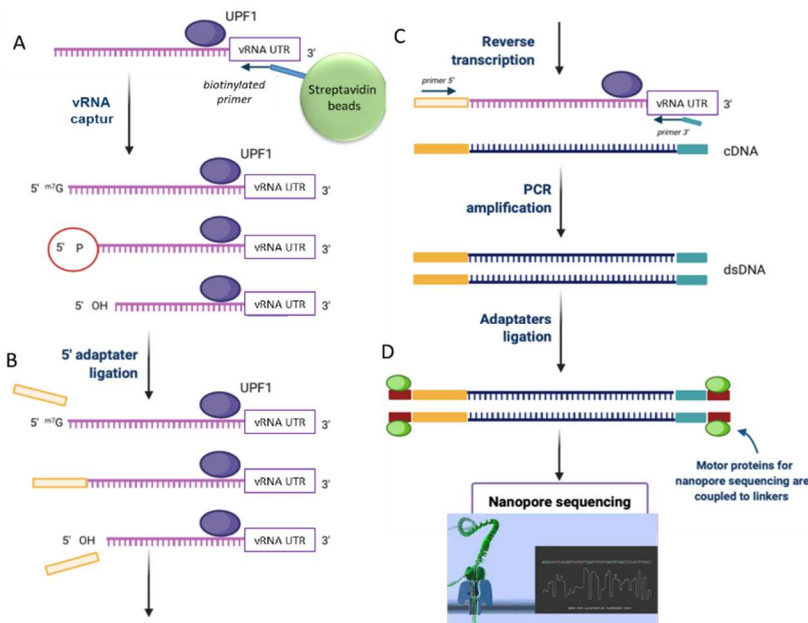 A
UPF1
vRNA UTR
3'
biotinylated
primer
Streptavidin
beads
vRNA
captur
UPF1
5' m7G
vRNA UTR
3'
5' P
vRNA UTR
3'
5' OH
vRNA UTR
3'
B
5' adaptater
ligation
UPF1
5' m7G
vRNA UTR
3'
vRNA UTR
3'
5' OH
vRNA UTR
3'
C
Reverse
transcription
primer 5'
vRNA UTR
3'
primer 3'
cDNA
PCR
amplification
dsDNA
Adaptaters
ligation
D
Motor proteins for
nanopore sequencing are
coupled to linkers
Nanopore sequencing